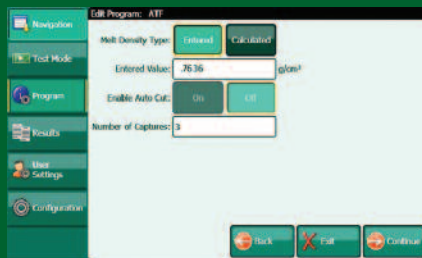 Edit Program: ATF
Navigation
Melt Density Type: Entered Calculated
Test Mode
Entered Value: .7636 g/cm³
Program
Enable Auto Cut: On Off
Number of Captures: 3
Results
User Settings
Configuration
Back Exit Continue